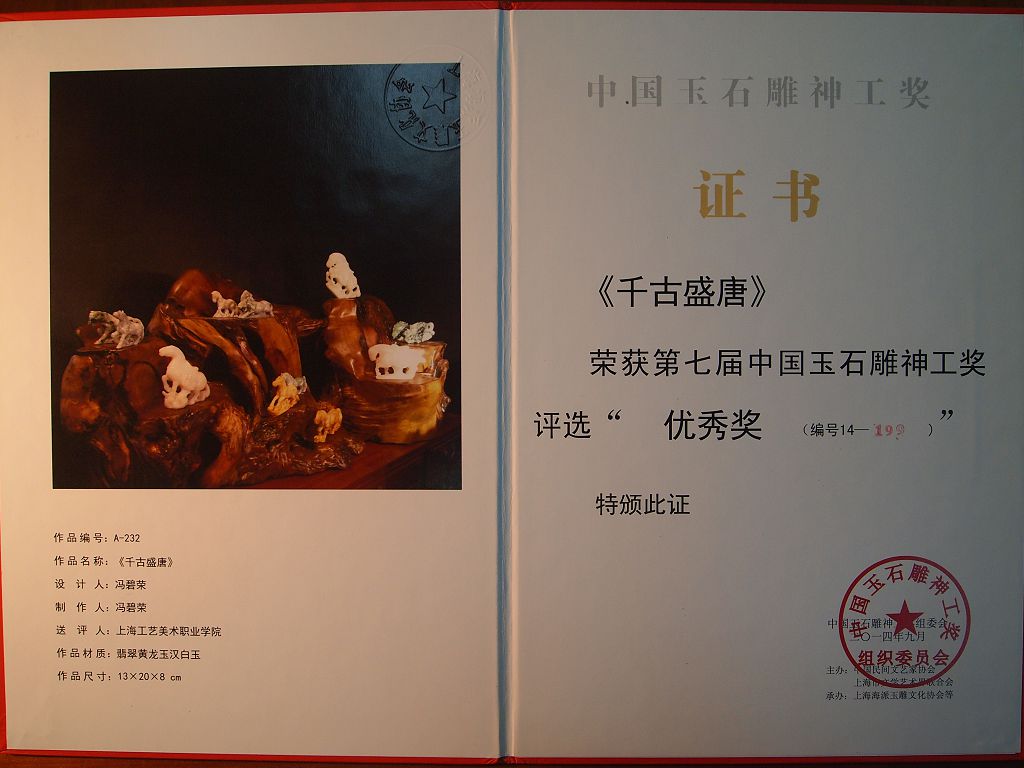 作品编号：A-232
作品名称：《千古盛唐》
设 计 人：冯碧荣
制 作 人：冯碧荣
送 评 人：上海工艺美术职业学院
作品材质：翡翠黄龙玉汉白玉
作品尺寸：13×20×8 cm
中国玉石雕神工奖
证书
《千古盛唐》
荣获第七届中国玉石雕神工奖
评选“ 优秀奖 （编号14—199 ）”
特颁此证
中国玉石雕神工奖
组织委员会
中国玉石雕神 组委会
二〇一四年九月
主办：中国民间文艺家协会
上海市文学艺术界联合会
承办：上海海派玉雕文化协会等